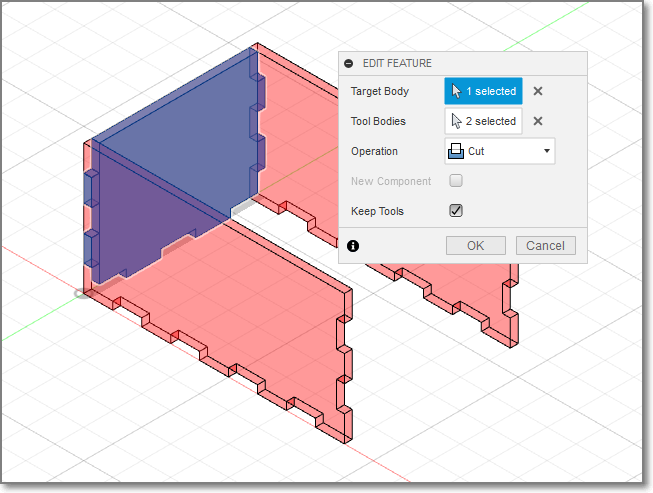 EDIT FEATURE
Target Body 1 selected
Tool Bodies 2 selected
Operation Cut
New Component
Keep Tools
OK Cancel